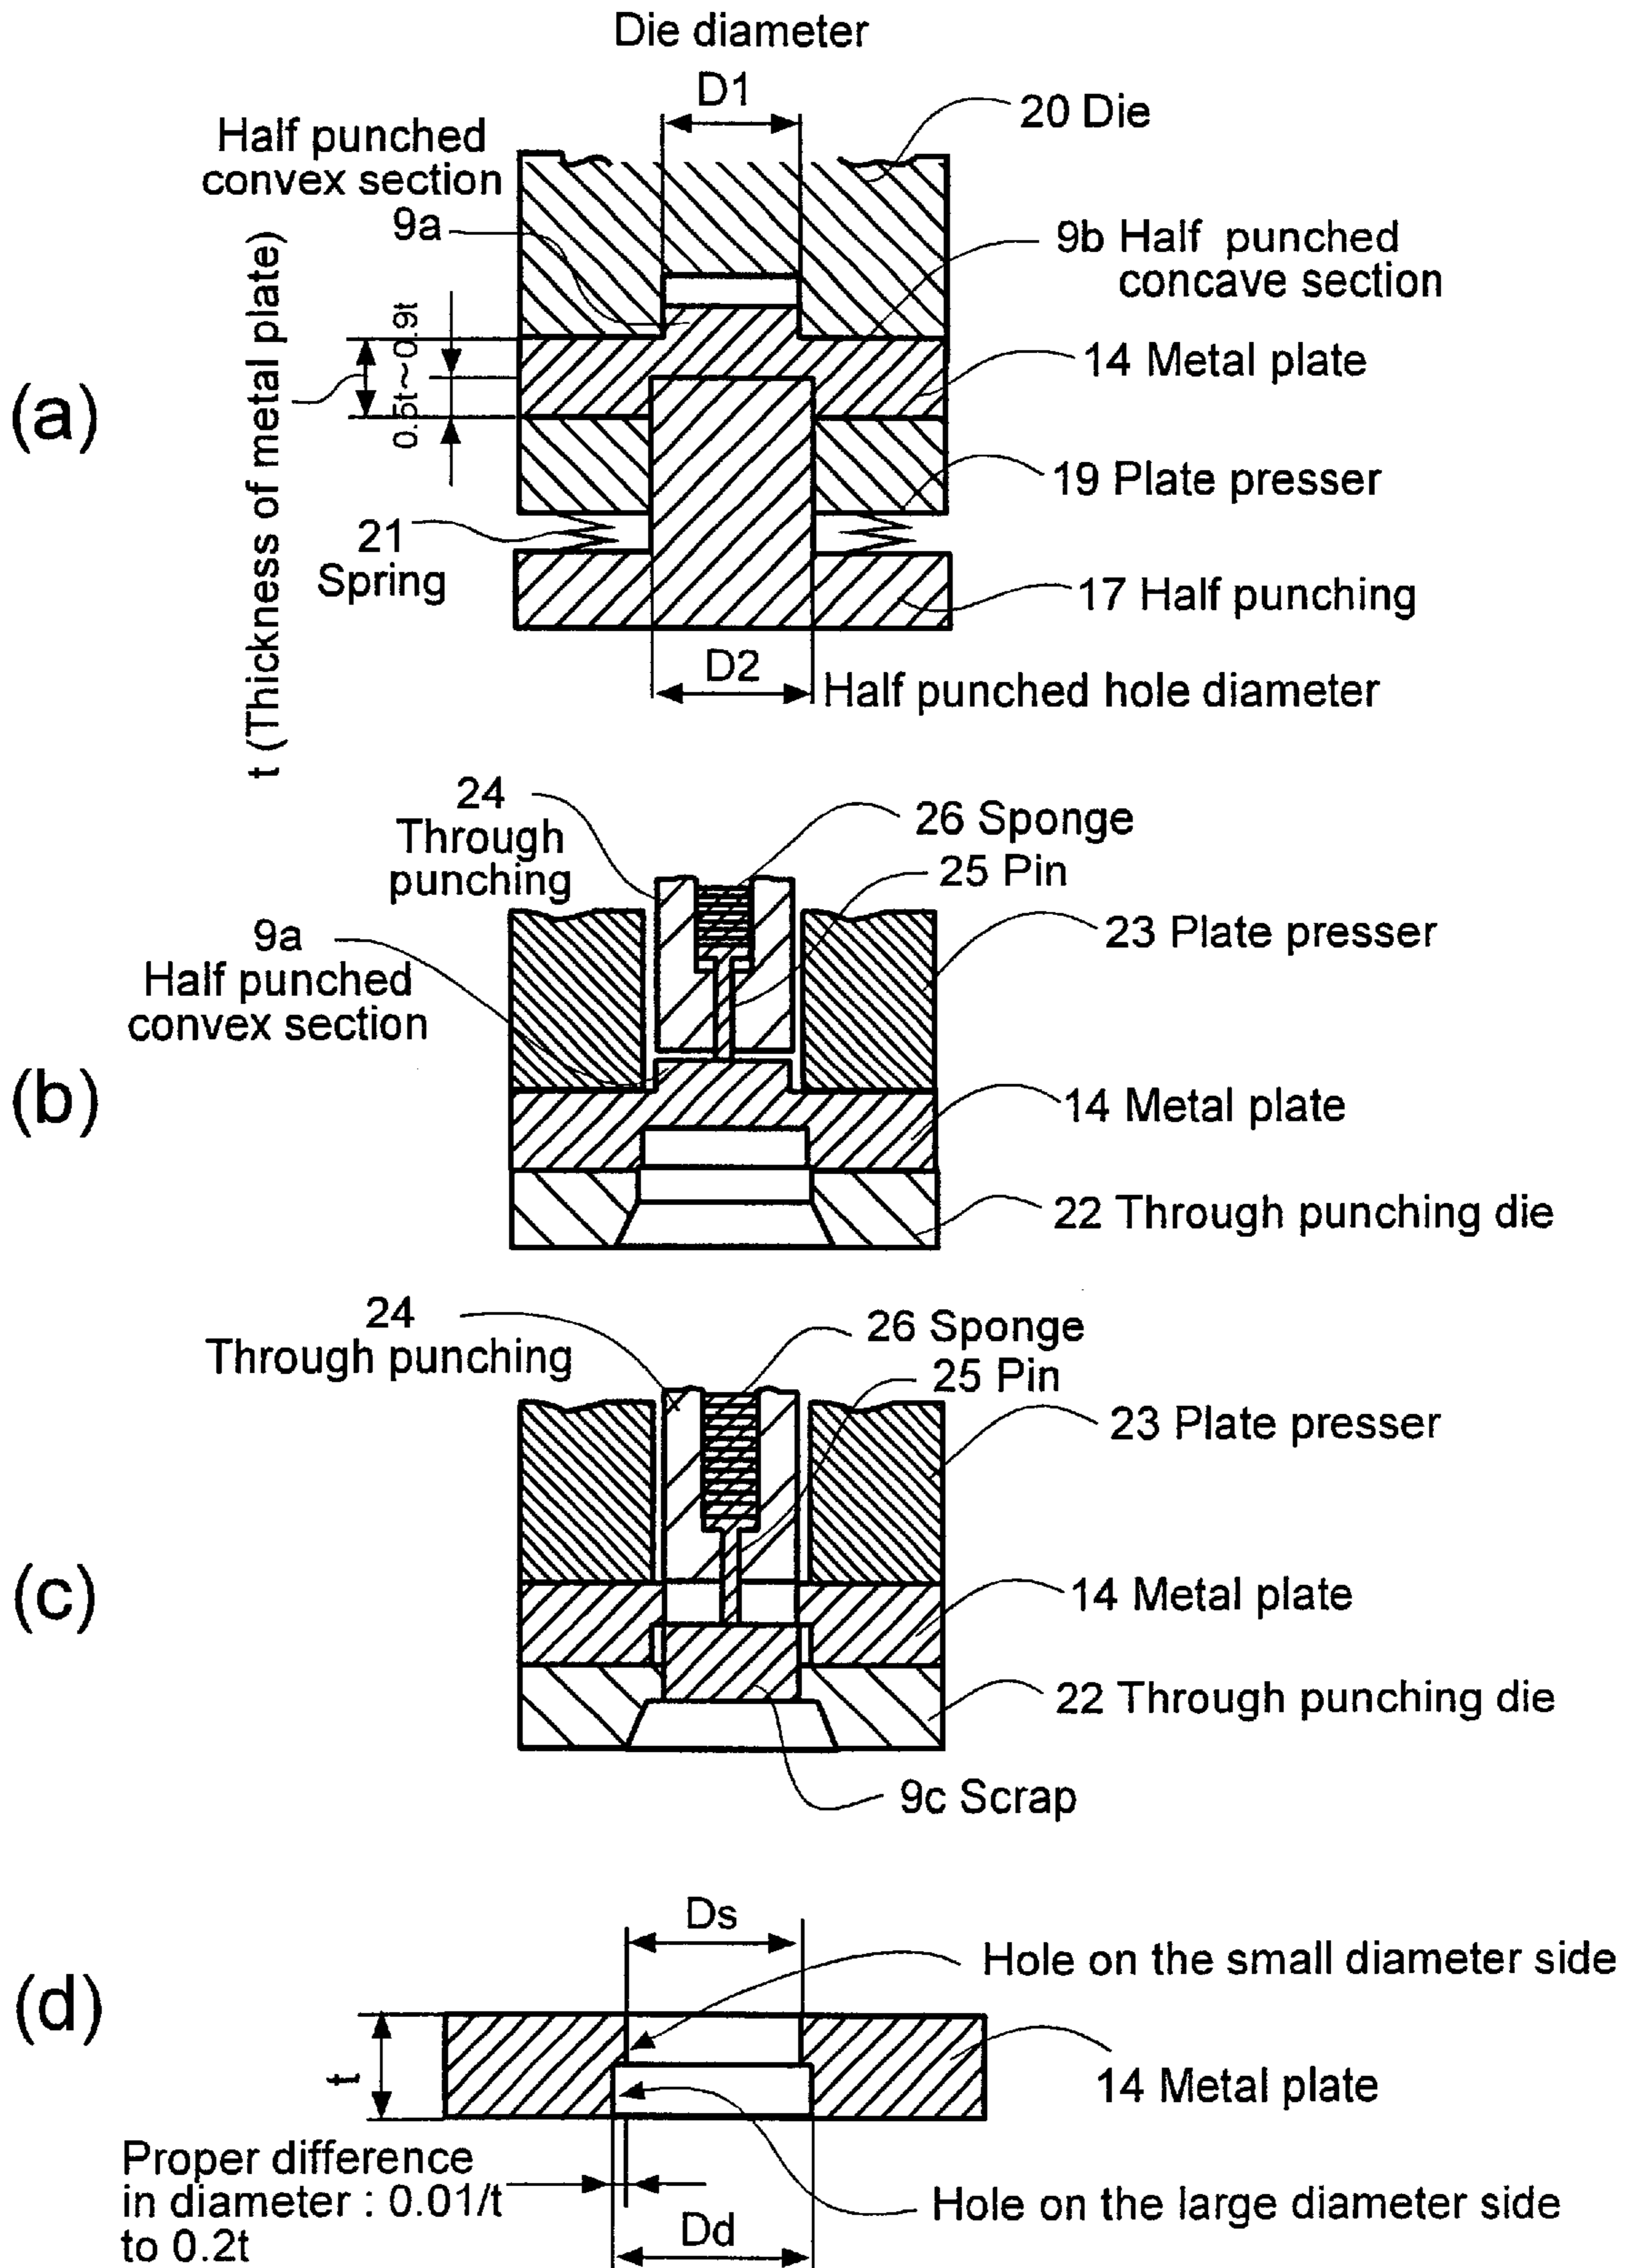 Die diameter
D1
20 Die
Half punched
convex section
9a
9b Half punched
concave section
t (Thickness of metal plate)
0.5t~0.9t
14 Metal plate
(a)
19 Plate presser
21
Spring
17 Half punching
D2
Half punched hole diameter
24
Through
punching
26 Sponge
25 Pin
9a
Half punched
convex section
23 Plate presser
(b)
14 Metal plate
22 Through punching die
24
Through punching
26 Sponge
25 Pin
23 Plate presser
(c)
14 Metal plate
22 Through punching die
9c Scrap
Ds
Hole on the small diameter side
(d)
t
14 Metal plate
Proper difference
in diameter : 0.01/t
to 0.2t
Hole on the large diameter side
Dd